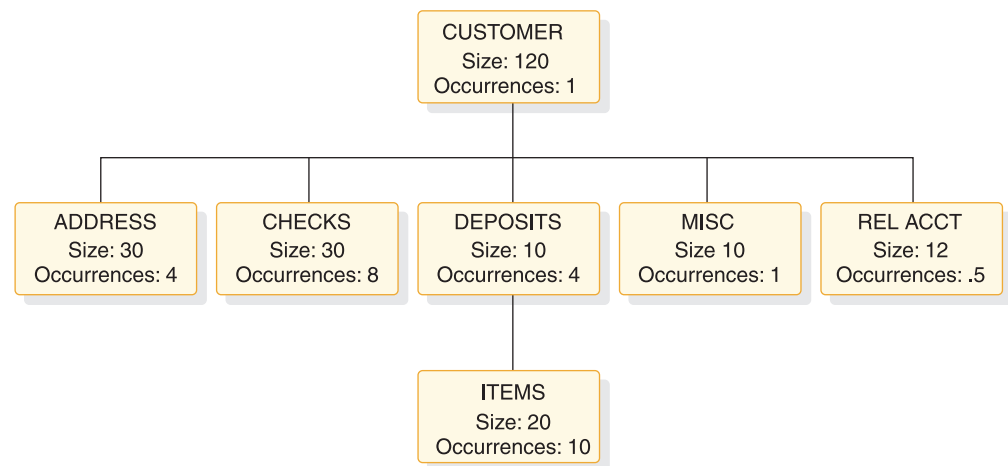 CUSTOMER
Size: 120
Occurrences: 1
ADDRESS
Size: 30
Occurrences: 4
CHECKS
Size: 30
Occurrences: 8
DEPOSITS
Size: 10
Occurrences: 4
MISC
Size 10
Occurrences: 1
REL ACCT
Size: 12
Occurrences: .5
ITEMS
Size: 20
Occurrences: 10